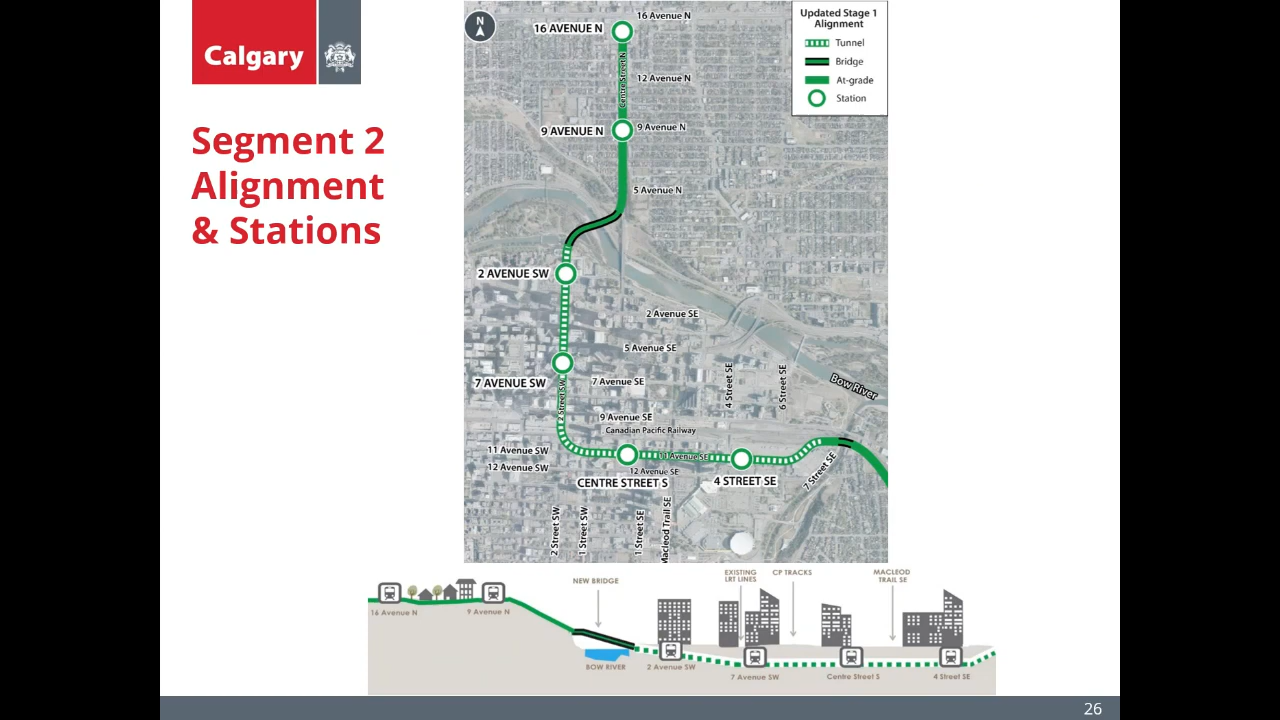 Calgary
Segment 2
Alignment
& Stations
N
16 AVENUE N
16 Avenue N
Centre Street N
12 Avenue N
9 AVENUE N
9 Avenue N
5 Avenue N
2 AVENUE SW
2 Avenue SE
5 Avenue SE
7 AVENUE SW
7 Avenue SE
2 Street SW
4 Street SE
6 Street SE
Bow River
9 Avenue SE
Canadian Pacific Railway
11 Avenue SW
12 Avenue SW
11 Avenue SE
12 Avenue SE
CENTRE STREET S
4 STREET SE
7 Street SE
2 Street SW
1 Street SW
1 Street SE
Macleod Trail SE
Updated Stage 1
Alignment
Tunnel
Bridge
At-grade
Station
16 Avenue N
9 Avenue N
NEW BRIDGE
BOW RIVER
2 Avenue SW
EXISTING
LRT LINES
7 Avenue SW
CP TRACKS
Centre Street S
MACLEOD
TRAIL SE
4 Street SE
26